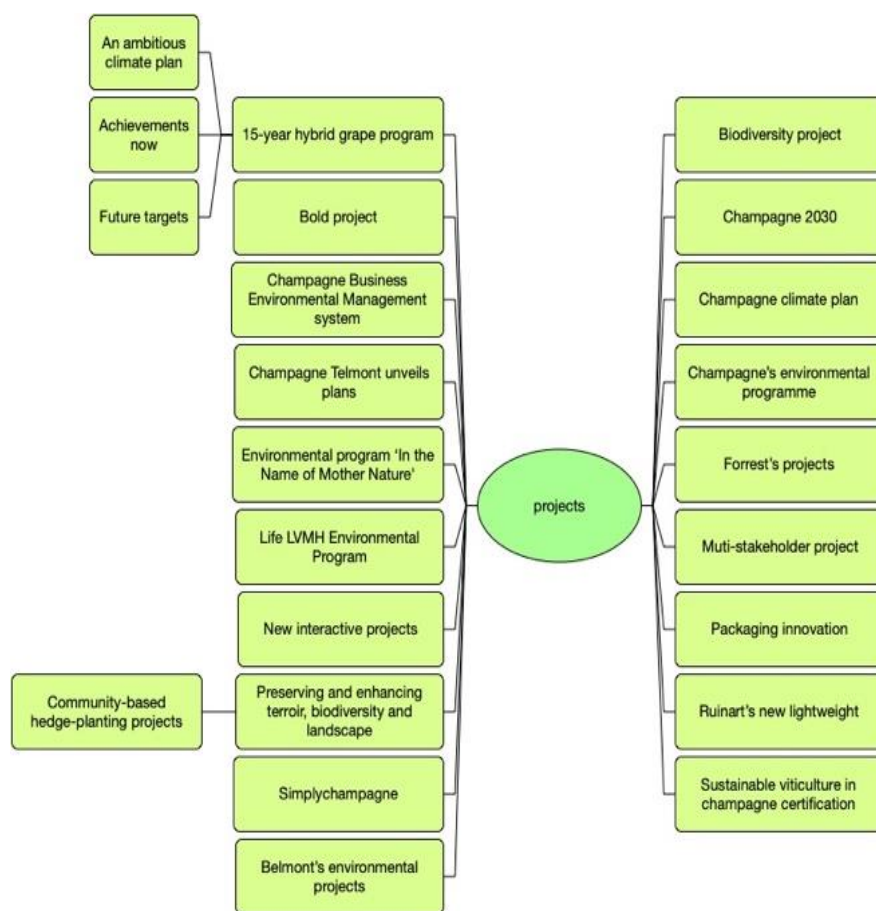 An ambitious
climate plan
Achievements
now
Future targets
15-year hybrid grape program
Bold project
Champagne Business
Environmental Management
system
Champagne Telmont unveils
plans
Environmental program ‘In the
Name of Mother Nature’
Life LVMH Environmental
Program
New interactive projects
Community-based
hedge-planting projects
Preserving and enhancing
terroir, biodiversity and
landscape
Simplychampagne
Belmont’s environmental
projects
projects
Biodiversity project
Champagne 2030
Champagne climate plan
Champagne’s environmental
programme
Forrest’s projects
Muti-stakeholder project
Packaging innovation
Ruinart’s new lightweight
Sustainable viticulture in
champagne certification